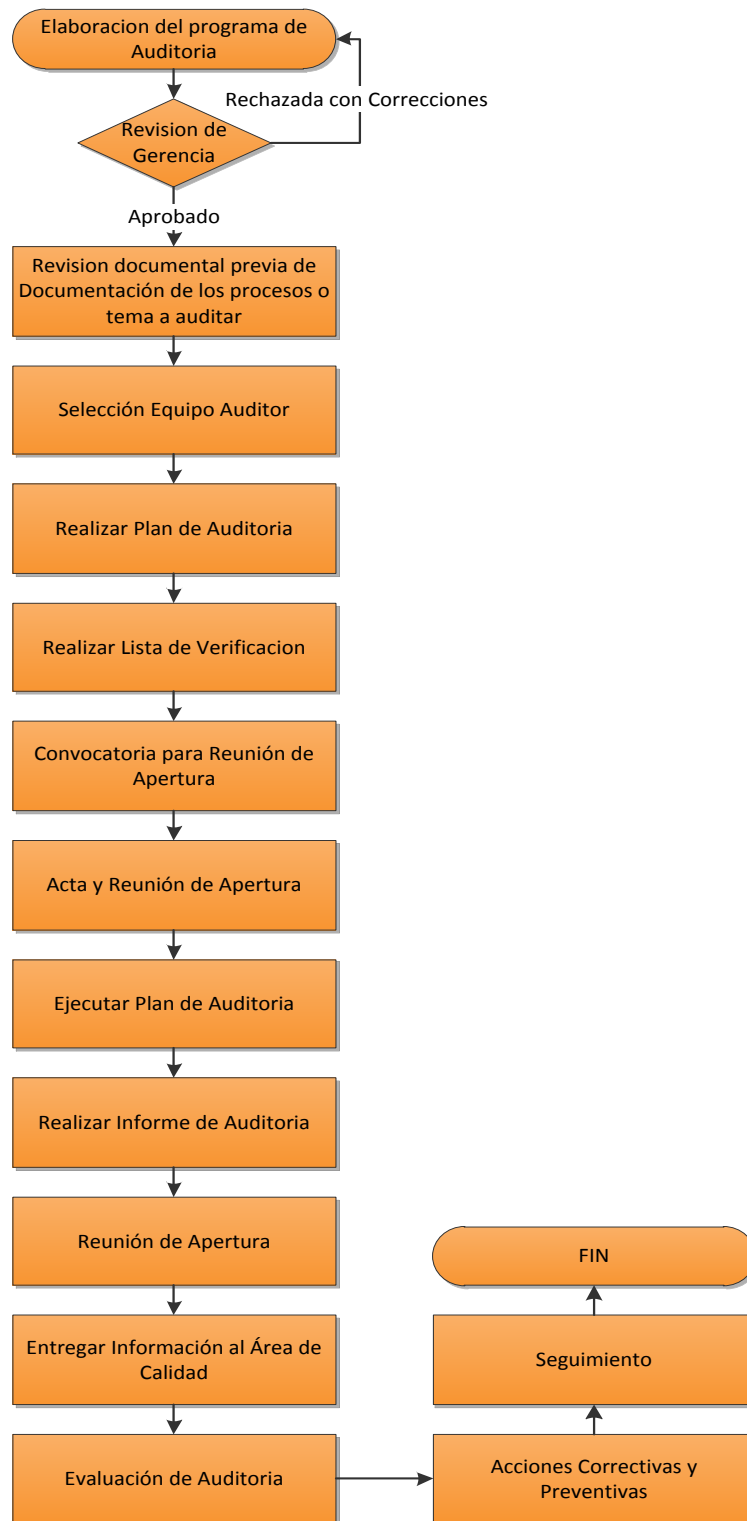 Elaboracion del programa de
Auditoria
Rechazada con Correcciones
Revision de
Gerencia
Aprobado
Revision documental previa de
Documentación de los procesos o
tema a auditar
Selección Equipo Auditor
Realizar Plan de Auditoria
Realizar Lista de Verificacion
Convocatoria para Reunión de
Apertura
Acta y Reunión de Apertura
Ejecutar Plan de Auditoria
Realizar Informe de Auditoria
Reunión de Apertura
Entregar Información al Área de
Calidad
Evaluación de Auditoria
Acciones Correctivas y
Preventivas
Seguimiento
FIN